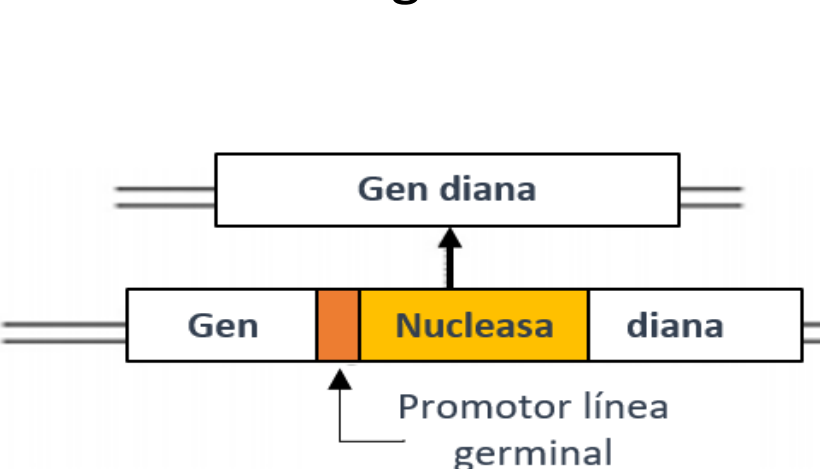 Gen diana
Gen Nucleasa diana
Promotor línea
germinal